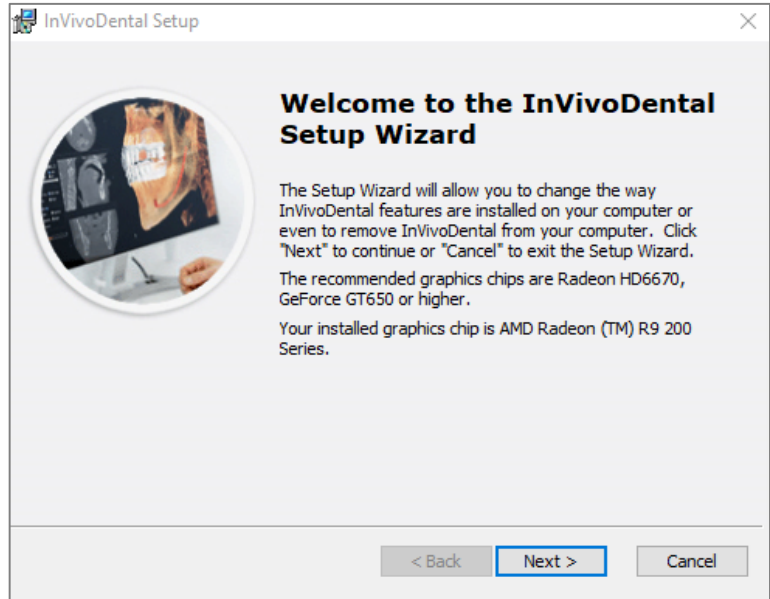 InVivoDental Setup
Welcome to the InVivoDental
Setup Wizard
The Setup Wizard will allow you to change the way
InVivoDental features are installed on your computer or
even to remove InVivoDental from your computer.  Click
"Next" to continue or "Cancel" to exit the Setup Wizard.
The recommended graphics chips are Radeon HD6670,
GeForce GT650 or higher.
Your installed graphics chip is AMD Radeon (TM) R9 200
Series.
< Back
Next >
Cancel